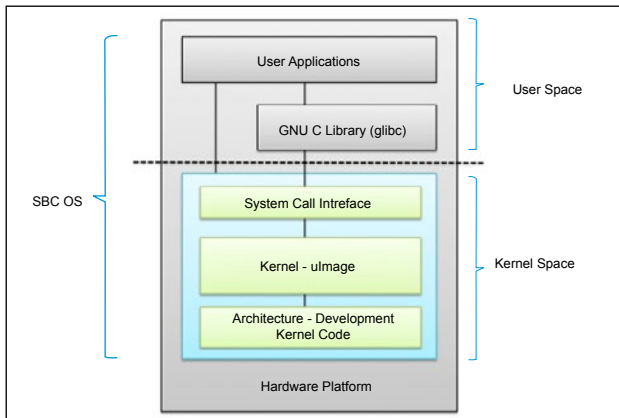 User Applications
User Space
GNU C Library (glibc)
SBC OS
System Call Intreface
Kernel - uImage
Kernel Space
Architecture - Development
Kernel Code
Hardware Platform